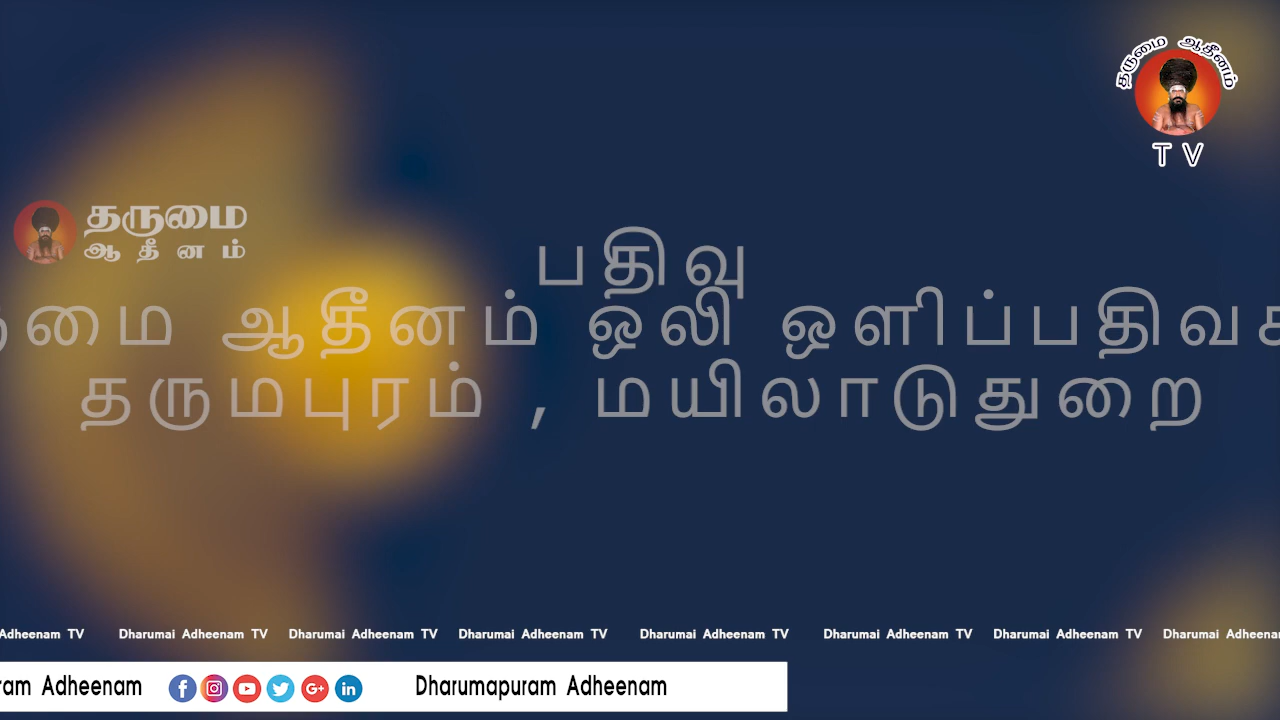 தருமை ஆதீனம்
TV
தருமை
ஆதீனம்
பதிவு
மை ஆதீனம் ஒலி ஒளிப்பதிவ
தருமபுரம் , மயிலாடுதுறை
Adheenam TV Dharumai Adheenam TV Dharumai Adheenam TV Dharumai Adheenam TV Dharumai Adheenam TV Dharumai Adheenam TV Dharumai Adheenam TV Dharumai Adheena
ram Adheenam Dharumapuram Adheenam